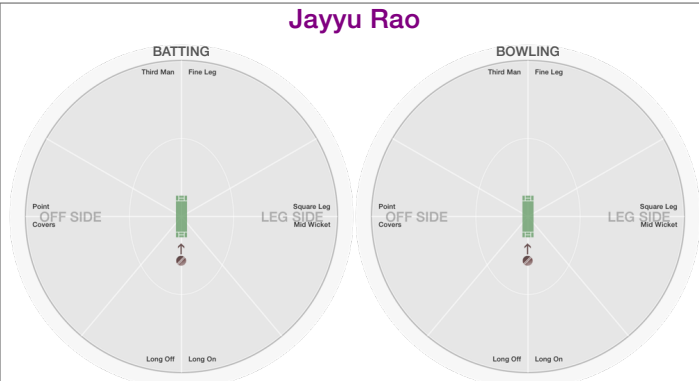 Jayyu Rao
BATTING
Third Man
Fine Leg
Point
OFF SIDE
Covers
Square Leg
LEG SIDE
Mid Wicket
Long Off
Long On
BOWLING
Third Man
Fine Leg
Point
OFF SIDE
Covers
Square Leg
LEG SIDE
Mid Wicket
Long Off
Long On